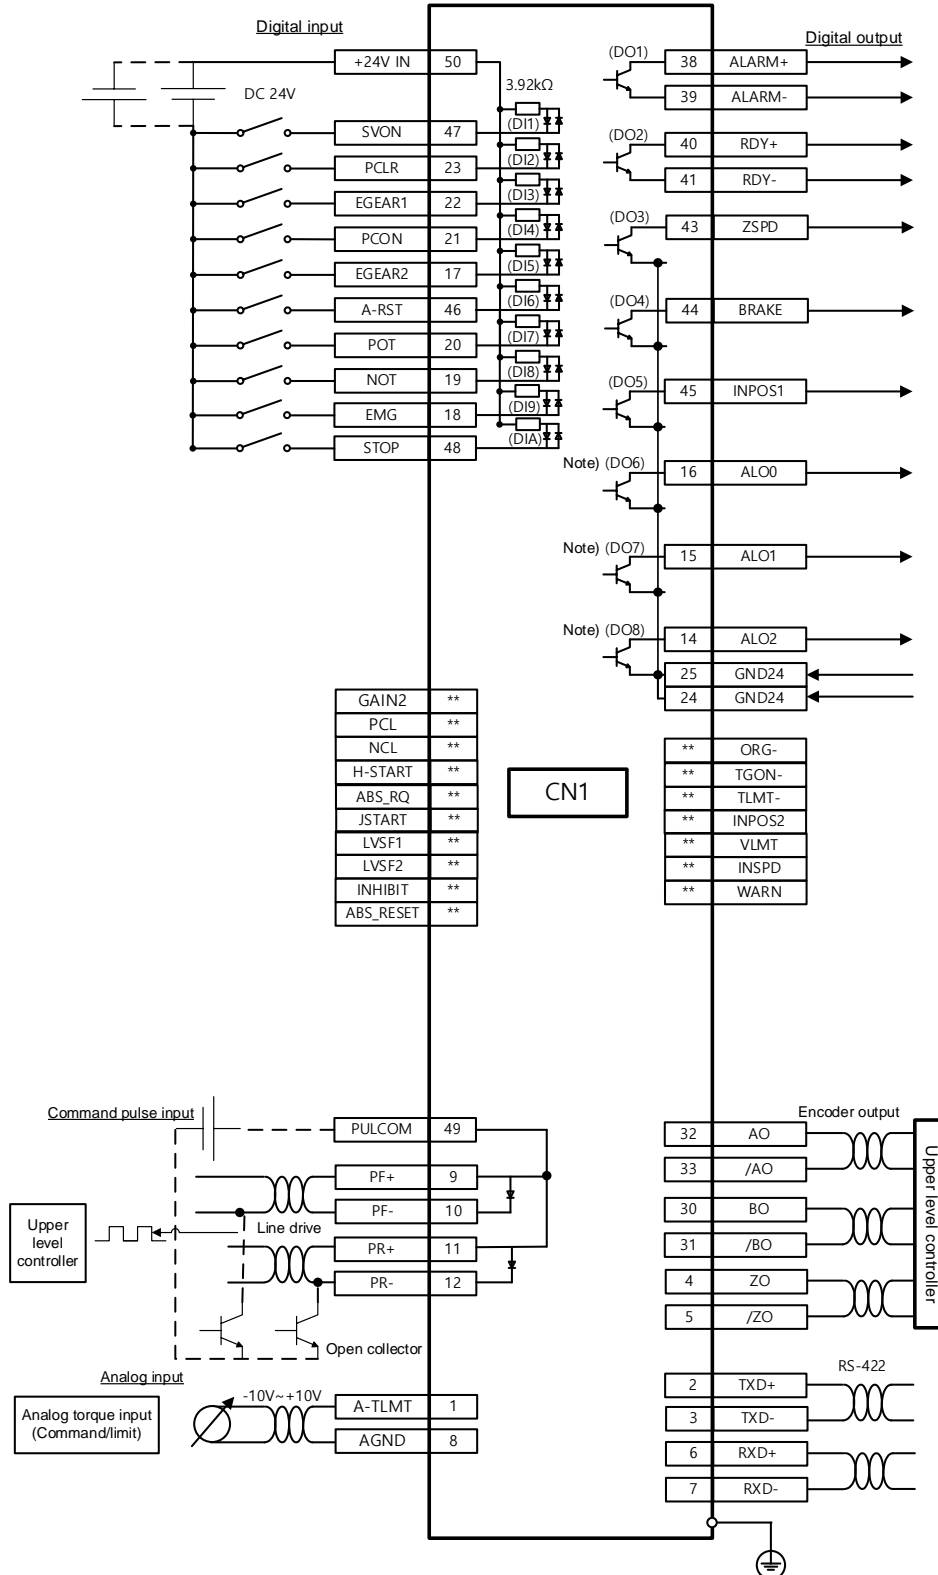 Digital input
Digital output
+24V IN 50
DC 24V
3.92kΩ
SVON 47 (DI1)
PCLR 23 (DI2)
EGEAR1 22 (DI3)
PCON 21 (DI4)
EGEAR2 17 (DI5)
A-RST 46 (DI6)
POT 20 (DI7)
NOT 19 (DI8)
EMG 18 (DI9)
STOP 48 (DIA)
(DO1) 38 ALARM+
39 ALARM-
(DO2) 40 RDY+
41 RDY-
(DO3) 43 ZSPD
(DO4) 44 BRAKE
(DO5) 45 INPOS1
Note) (DO6) 16 ALO0
Note) (DO7) 15 ALO1
Note) (DO8) 14 ALO2
25 GND24
24 GND24
GAIN2 **
PCL **
NCL **
H-START **
ABS_RQ **
JSTART **
LVSF1 **
LVSF2 **
INHIBIT **
ABS_RESET **
CN1
** ORG-
** TGON-
** TLMT-
** INPOS2
** VLMT
** INSPD
** WARN
Command pulse input
PULCOM 49
PF+ 9
PF- 10
Line drive
PR+ 11
PR- 12
Upper
level
controller
Open collector
Analog input
-10V~+10V
Analog torque input
(Command/limit)
A-TLMT 1
AGND 8
Encoder output
32 AO
33 /AO
30 BO
31 /BO
4 ZO
5 /ZO
Upper level controller
RS-422
2 TXD+
3 TXD-
6 RXD+
7 RXD-